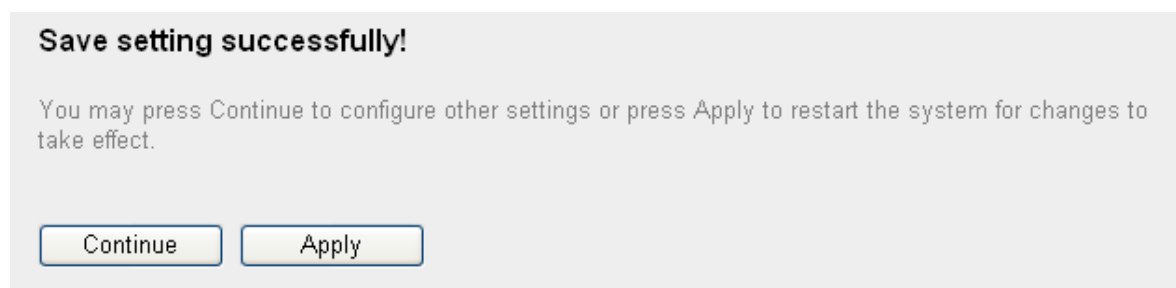 Save setting successfully!
You may press Continue to configure other settings or press Apply to restart the system for changes to
take effect.
Continue Apply